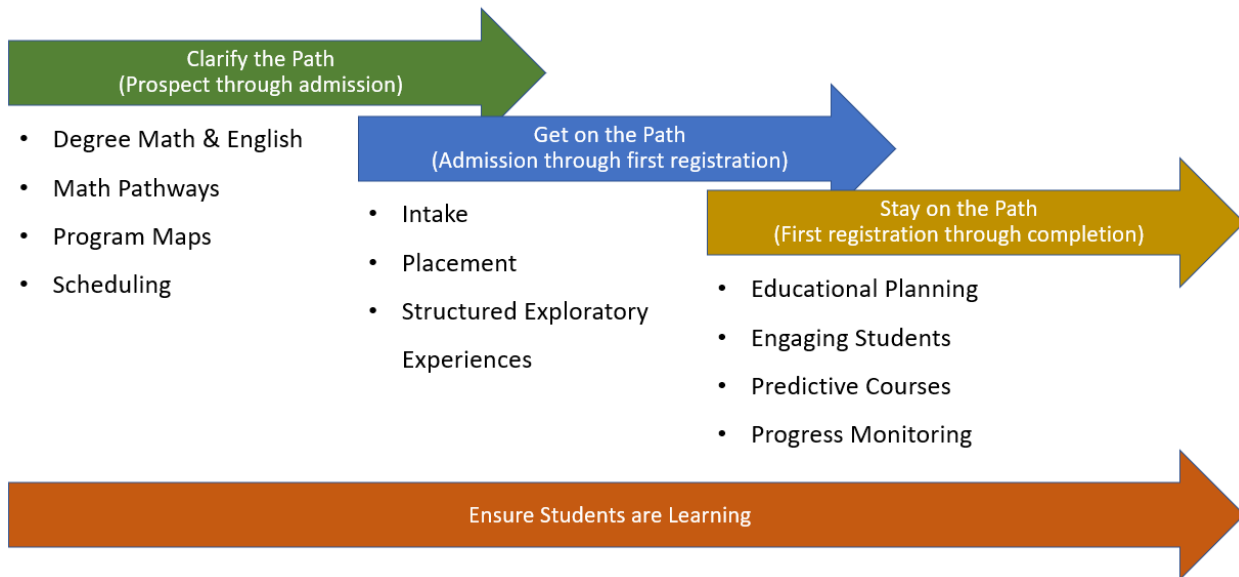 Clarify the Path
(Prospect through admission)
• Degree Math & English
• Math Pathways
• Program Maps
• Scheduling
Get on the Path
(Admission through first registration)
• Intake
• Placement
• Structured Exploratory
Experiences
Stay on the Path
(First registration through completion)
• Educational Planning
• Engaging Students
• Predictive Courses
• Progress Monitoring
Ensure Students are Learning